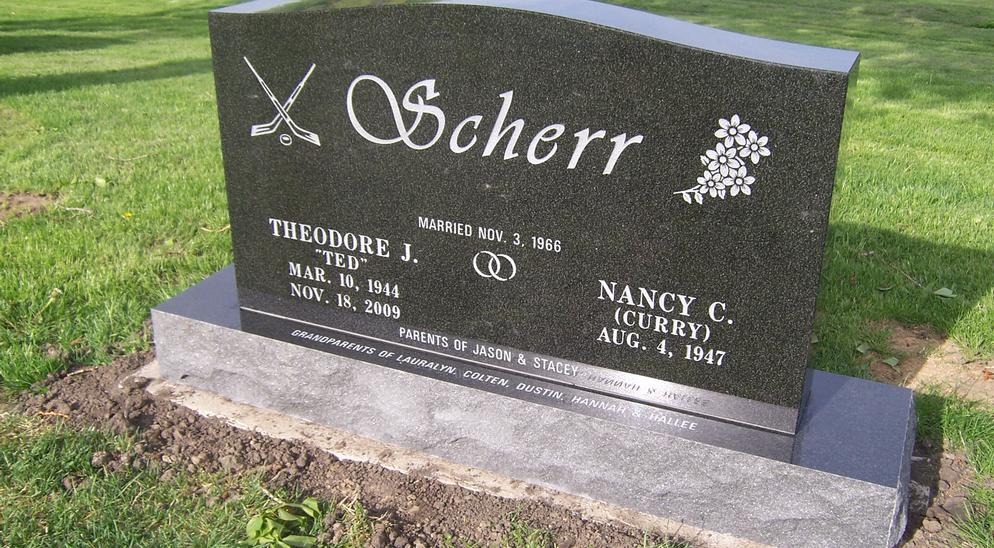 Scherr
MARRIED NOV. 3, 1966
THEODORE J.
"TED"
MAR. 10, 1944
NOV. 18, 2009
NANCY C.
(CURRY)
AUG. 4, 1947
PARENTS OF JASON & STACEY
GRANDPARENTS OF LAURALYN, COLTEN, DUSTIN, HANNAH & HALLEE